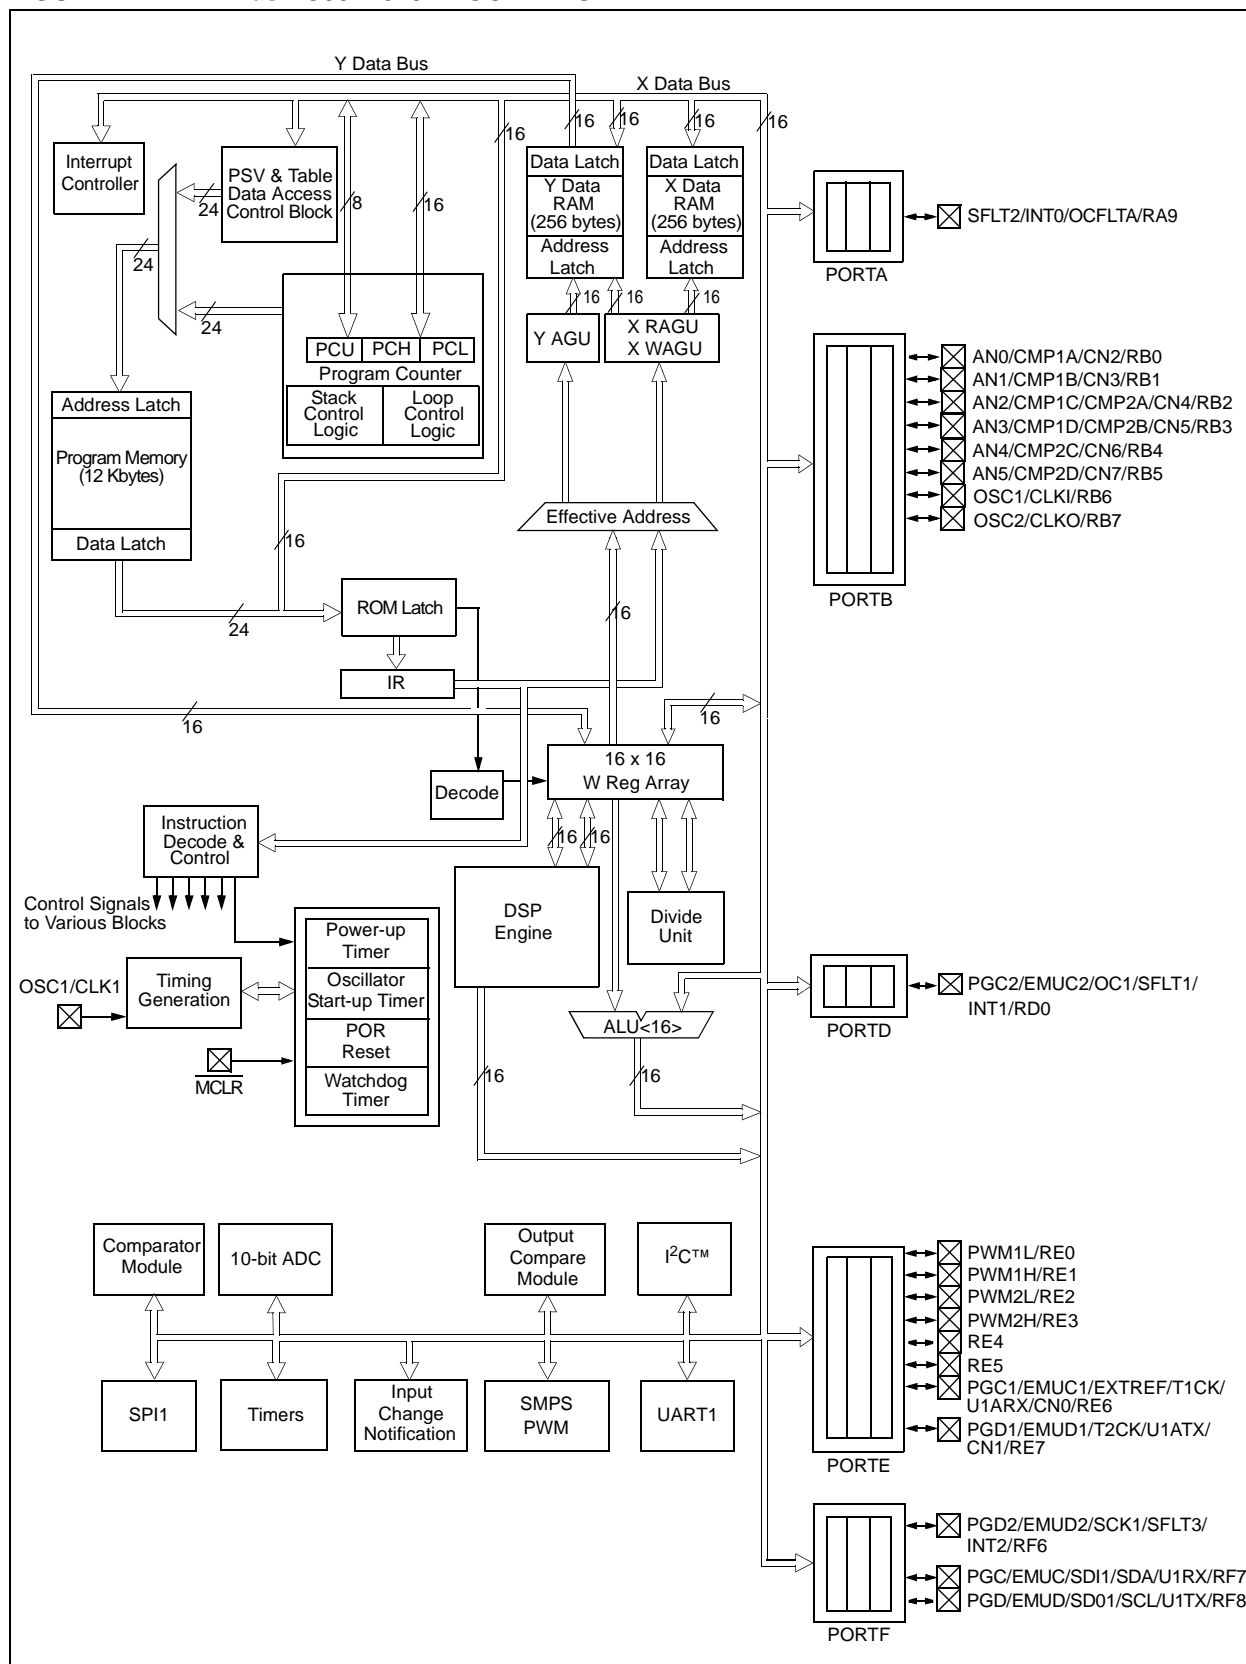 Y Data Bus
X Data Bus
16
16
16
16
16
Interrupt
Controller
PSV & Table
Data Access
Control Block
24
8
16
24
24
Data Latch
Y Data
RAM
(256 bytes)
Address
Latch
Data Latch
X Data
RAM
(256 bytes)
Address
Latch
16
16
16
Y AGU
X RAGU
X WAGU
PCU
PCH
PCL
Program Counter
Stack
Control
Logic
Loop
Control
Logic
Address Latch
Program Memory
(12 Kbytes)
Data Latch
Effective Address
16
24
16
ROM Latch
IR
16
16
16 x 16
W Reg Array
Decode
Instruction
Decode &
Control
16
16
Control Signals
to Various Blocks
DSP
Engine
Divide
Unit
Power-up
Timer
Oscillator
Start-up Timer
POR
Reset
Watchdog
Timer
OSC1/CLK1
Timing
Generation
MCLR
ALU<16>
16
16
Comparator
Module
10-bit ADC
Output
Compare
Module
I2C™
SPI1
Timers
Input
Change
Notification
SMPS
PWM
UART1
SFLT2/INT0/OCFLTA/RA9
PORTA
AN0/CMP1A/CN2/RB0
AN1/CMP1B/CN3/RB1
AN2/CMP1C/CMP2A/CN4/RB2
AN3/CMP1D/CMP2B/CN5/RB3
AN4/CMP2C/CN6/RB4
AN5/CMP2D/CN7/RB5
OSC1/CLKI/RB6
OSC2/CLKO/RB7
PORTB
PGC2/EMUC2/OC1/SFLT1/
INT1/RD0
PORTD
PWM1L/RE0
PWM1H/RE1
PWM2L/RE2
PWM2H/RE3
RE4
RE5
PGC1/EMUC1/EXTREF/T1CK/
U1ARX/CN0/RE6
PGD1/EMUD1/T2CK/U1ATX/
CN1/RE7
PORTE
PGD2/EMUD2/SCK1/SFLT3/
INT2/RF6
PGC/EMUC/SDI1/SDA/U1RX/RF7
PGD/EMUD/SD01/SCL/U1TX/RF8
PORTF